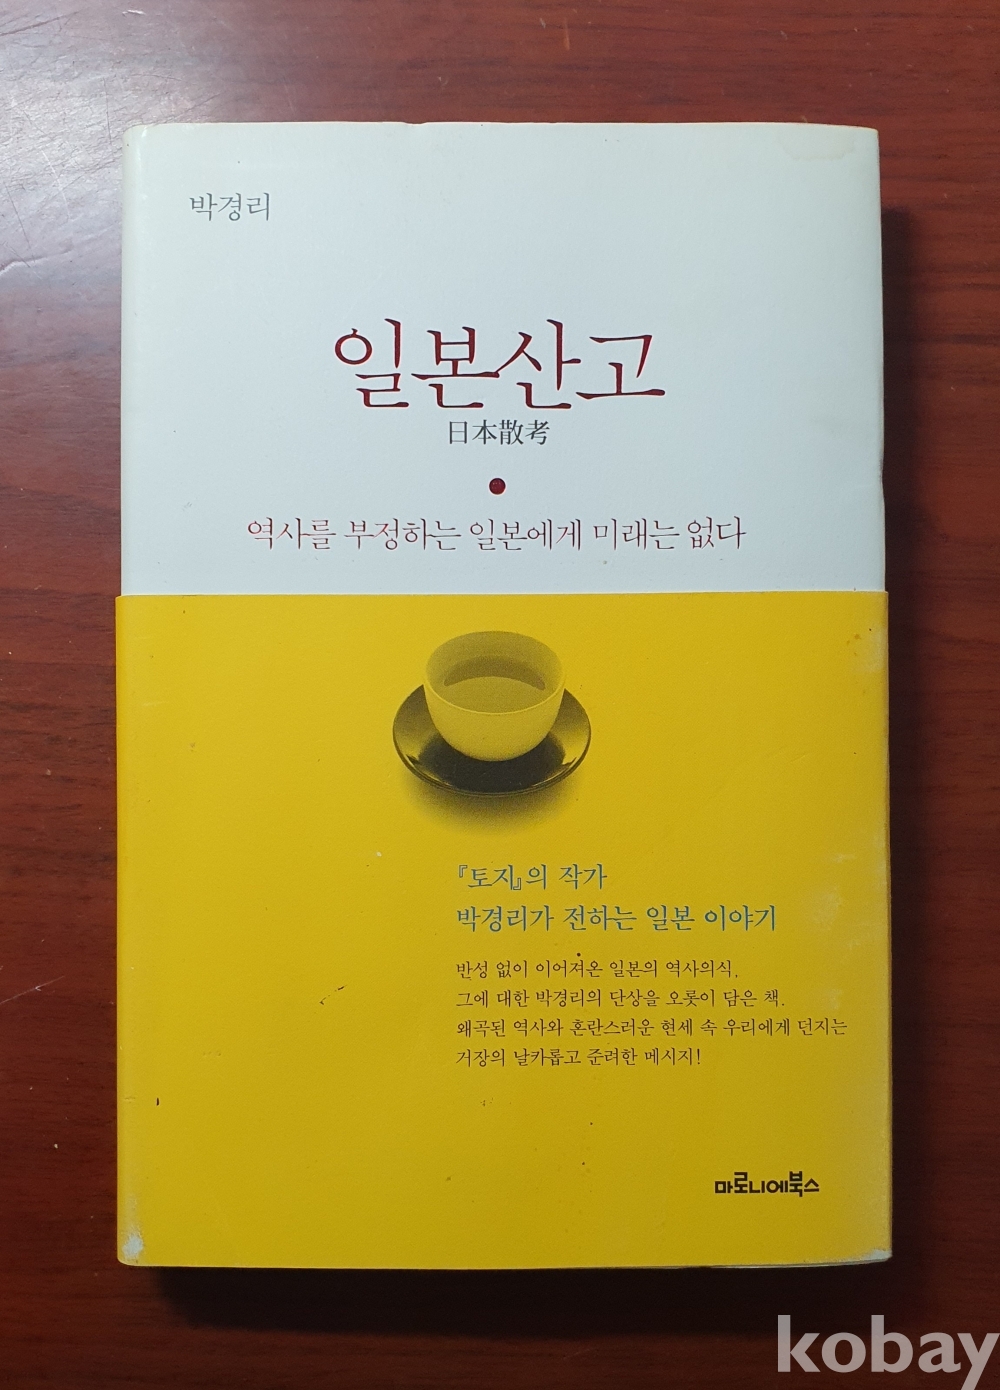 박경리
일본산고
日本散考
역사를 부정하는 일본에게 미래는 없다
『토지』의 작가
박경리가 전하는 일본 이야기
반성 없이 이어져온 일본의 역사의식,
그에 대한 박경리의 단상을 오롯이 담은 책.
왜곡된 역사와 혼란스러운 현세 속 우리에게 던지는
거장의 날카롭고 준려한 메시지!
마로니에북스
kobay